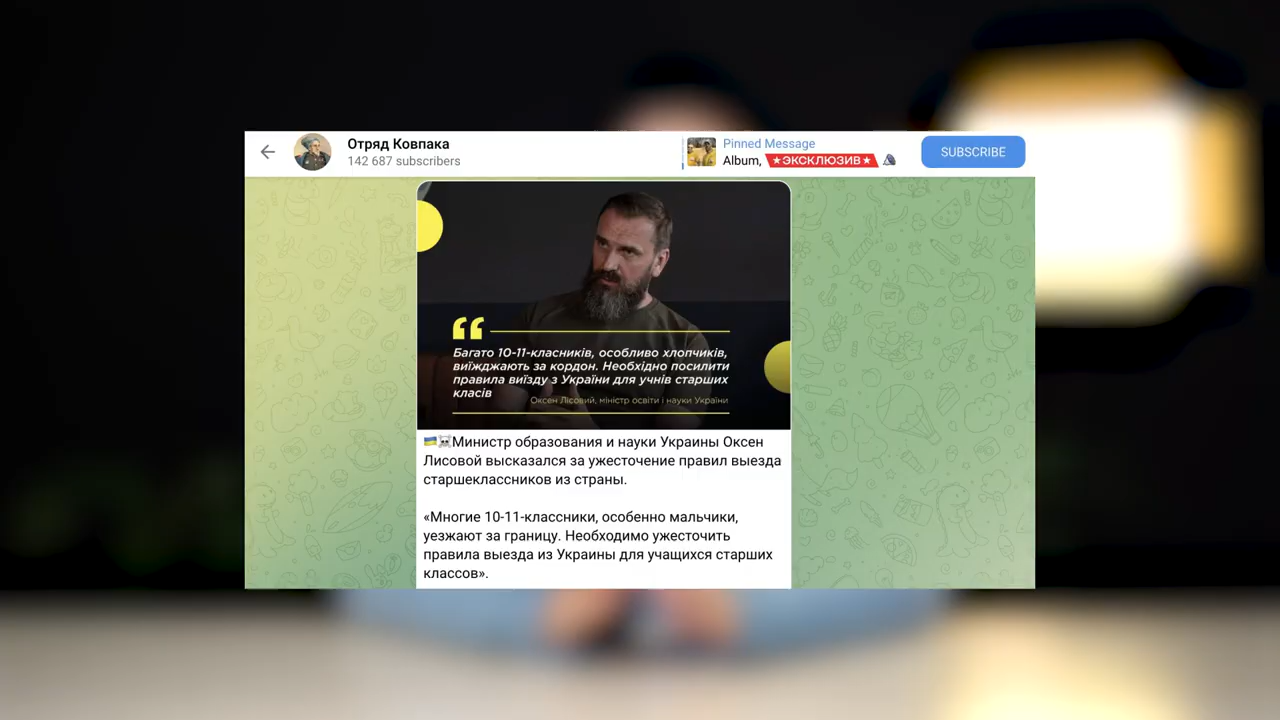 Отряд Ковпака
142 687 subscribers
Pinned Message
Album, ★ЭКСКЛЮЗИВ★
SUBSCRIBE
Багато 10-11-класників, особливо хлопчиків,
виїжджають за кордон. Необхідно посилити
правила виїзду з України для учнів старших
класів
Оксен Лісовий, міністр освіти і науки України
Министр образования и науки Украины Оксен
Лисовой высказался за ужесточение правил выезда
старшеклассников из страны.
«Многие 10-11-классники, особенно мальчики,
уезжают за границу. Необходимо ужесточить
правила выезда из Украины для учащихся старших
классов».